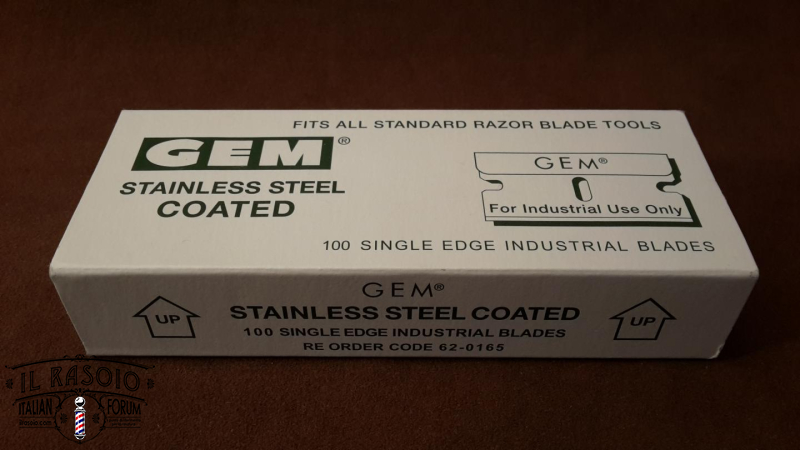 FITS ALL STANDARD RAZOR BLADE TOOLS
GEM®
STAINLESS STEEL
COATED
GEM®
For Industrial Use Only
100 SINGLE EDGE INDUSTRIAL BLADES
GEM®
STAINLESS STEEL COATED
100 SINGLE EDGE INDUSTRIAL BLADES
RE ORDER CODE 62-0165
UP
UP
IL RASOIO
ITALIAN FORUM